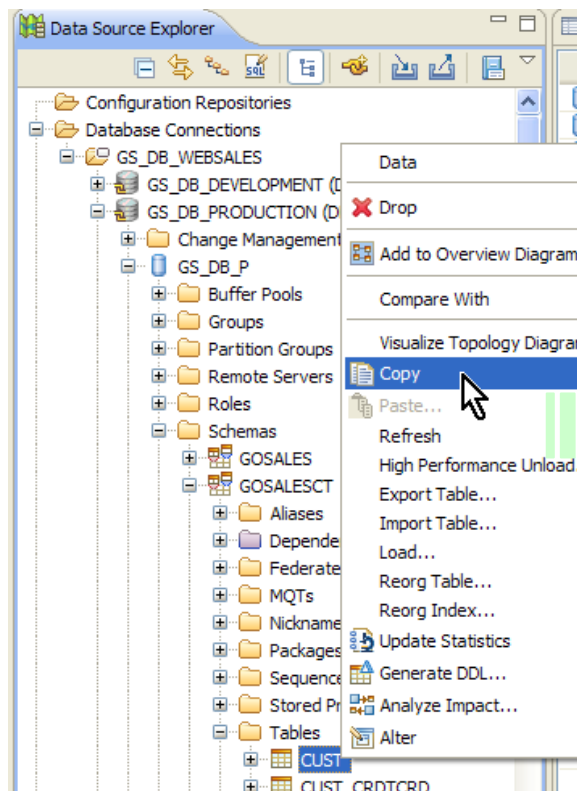 Data Source Explorer
SQL
Configuration Repositories
Database Connections
GS_DB_WEBSALES
GS_DB_DEVELOPMENT (D
GS_DB_PRODUCTION (D
Change Management
GS_DB_P
Buffer Pools
Groups
Partition Groups
Remote Servers
Roles
Schemas
GOSALES
GOSALESCT
Aliases
Depende
Federate
MQTs
Nickname
Packages
Sequence
Stored Pr
Tables
CUST
CUST_CRDTCRD
Data
Drop
Add to Overview Diagram
Compare With
Visualize Topology Diagra
Copy
Paste...
Refresh
High Performance Unload.
Export Table...
Import Table...
Load...
Reorg Table...
Reorg Index...
Update Statistics
Generate DDL...
Analyze Impact...
Alter